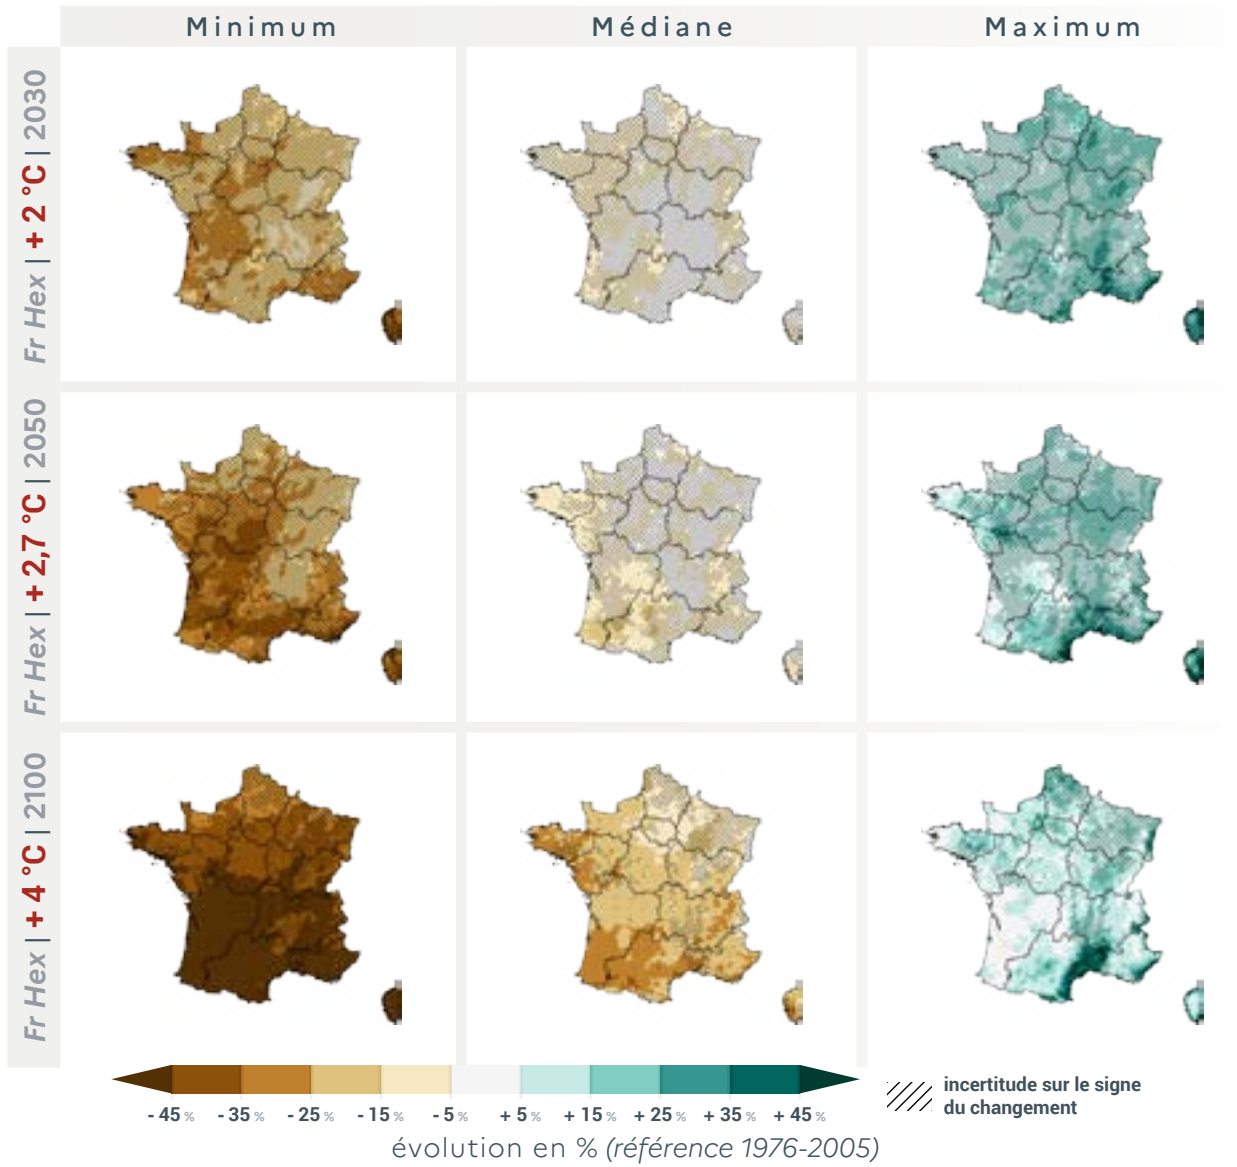 Minimum Médiane Maximum
Fr Hex | + 2 °C | 2030
Fr Hex | + 2,7 °C | 2050
Fr Hex | + 4 °C | 2100
- 45 % - 35 % - 25 % - 15 % - 5 % + 5 % + 15 % + 25 % + 35 % + 45 %
incertitude sur le signe
du changement
évolution en % (référence 1976-2005)